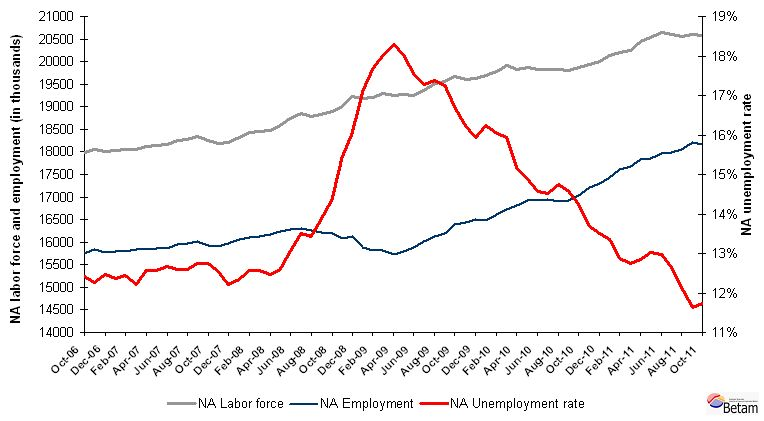 NA labor force and employment (in thousands)
21000
20500
20000
19500
19000
18500
18000
17500
17000
16500
16000
15500
15000
14500
14000
19%
18%
17%
16%
15%
14%
13%
12%
11%
NA unemployment rate
Oct-06
Dec-06
Feb-07
Apr-07
Jun-07
Aug-07
Oct-07
Dec-07
Feb-08
Apr-08
Jun-08
Aug-08
Oct-08
Dec-08
Feb-09
Apr-09
Jun-09
Aug-09
Oct-09
Dec-09
Feb-10
Apr-10
Jun-10
Aug-10
Oct-10
Dec-10
Feb-11
Apr-11
Jun-11
Aug-11
Oct-11
NA Labor force
NA Employment
NA Unemployment rate
Betam